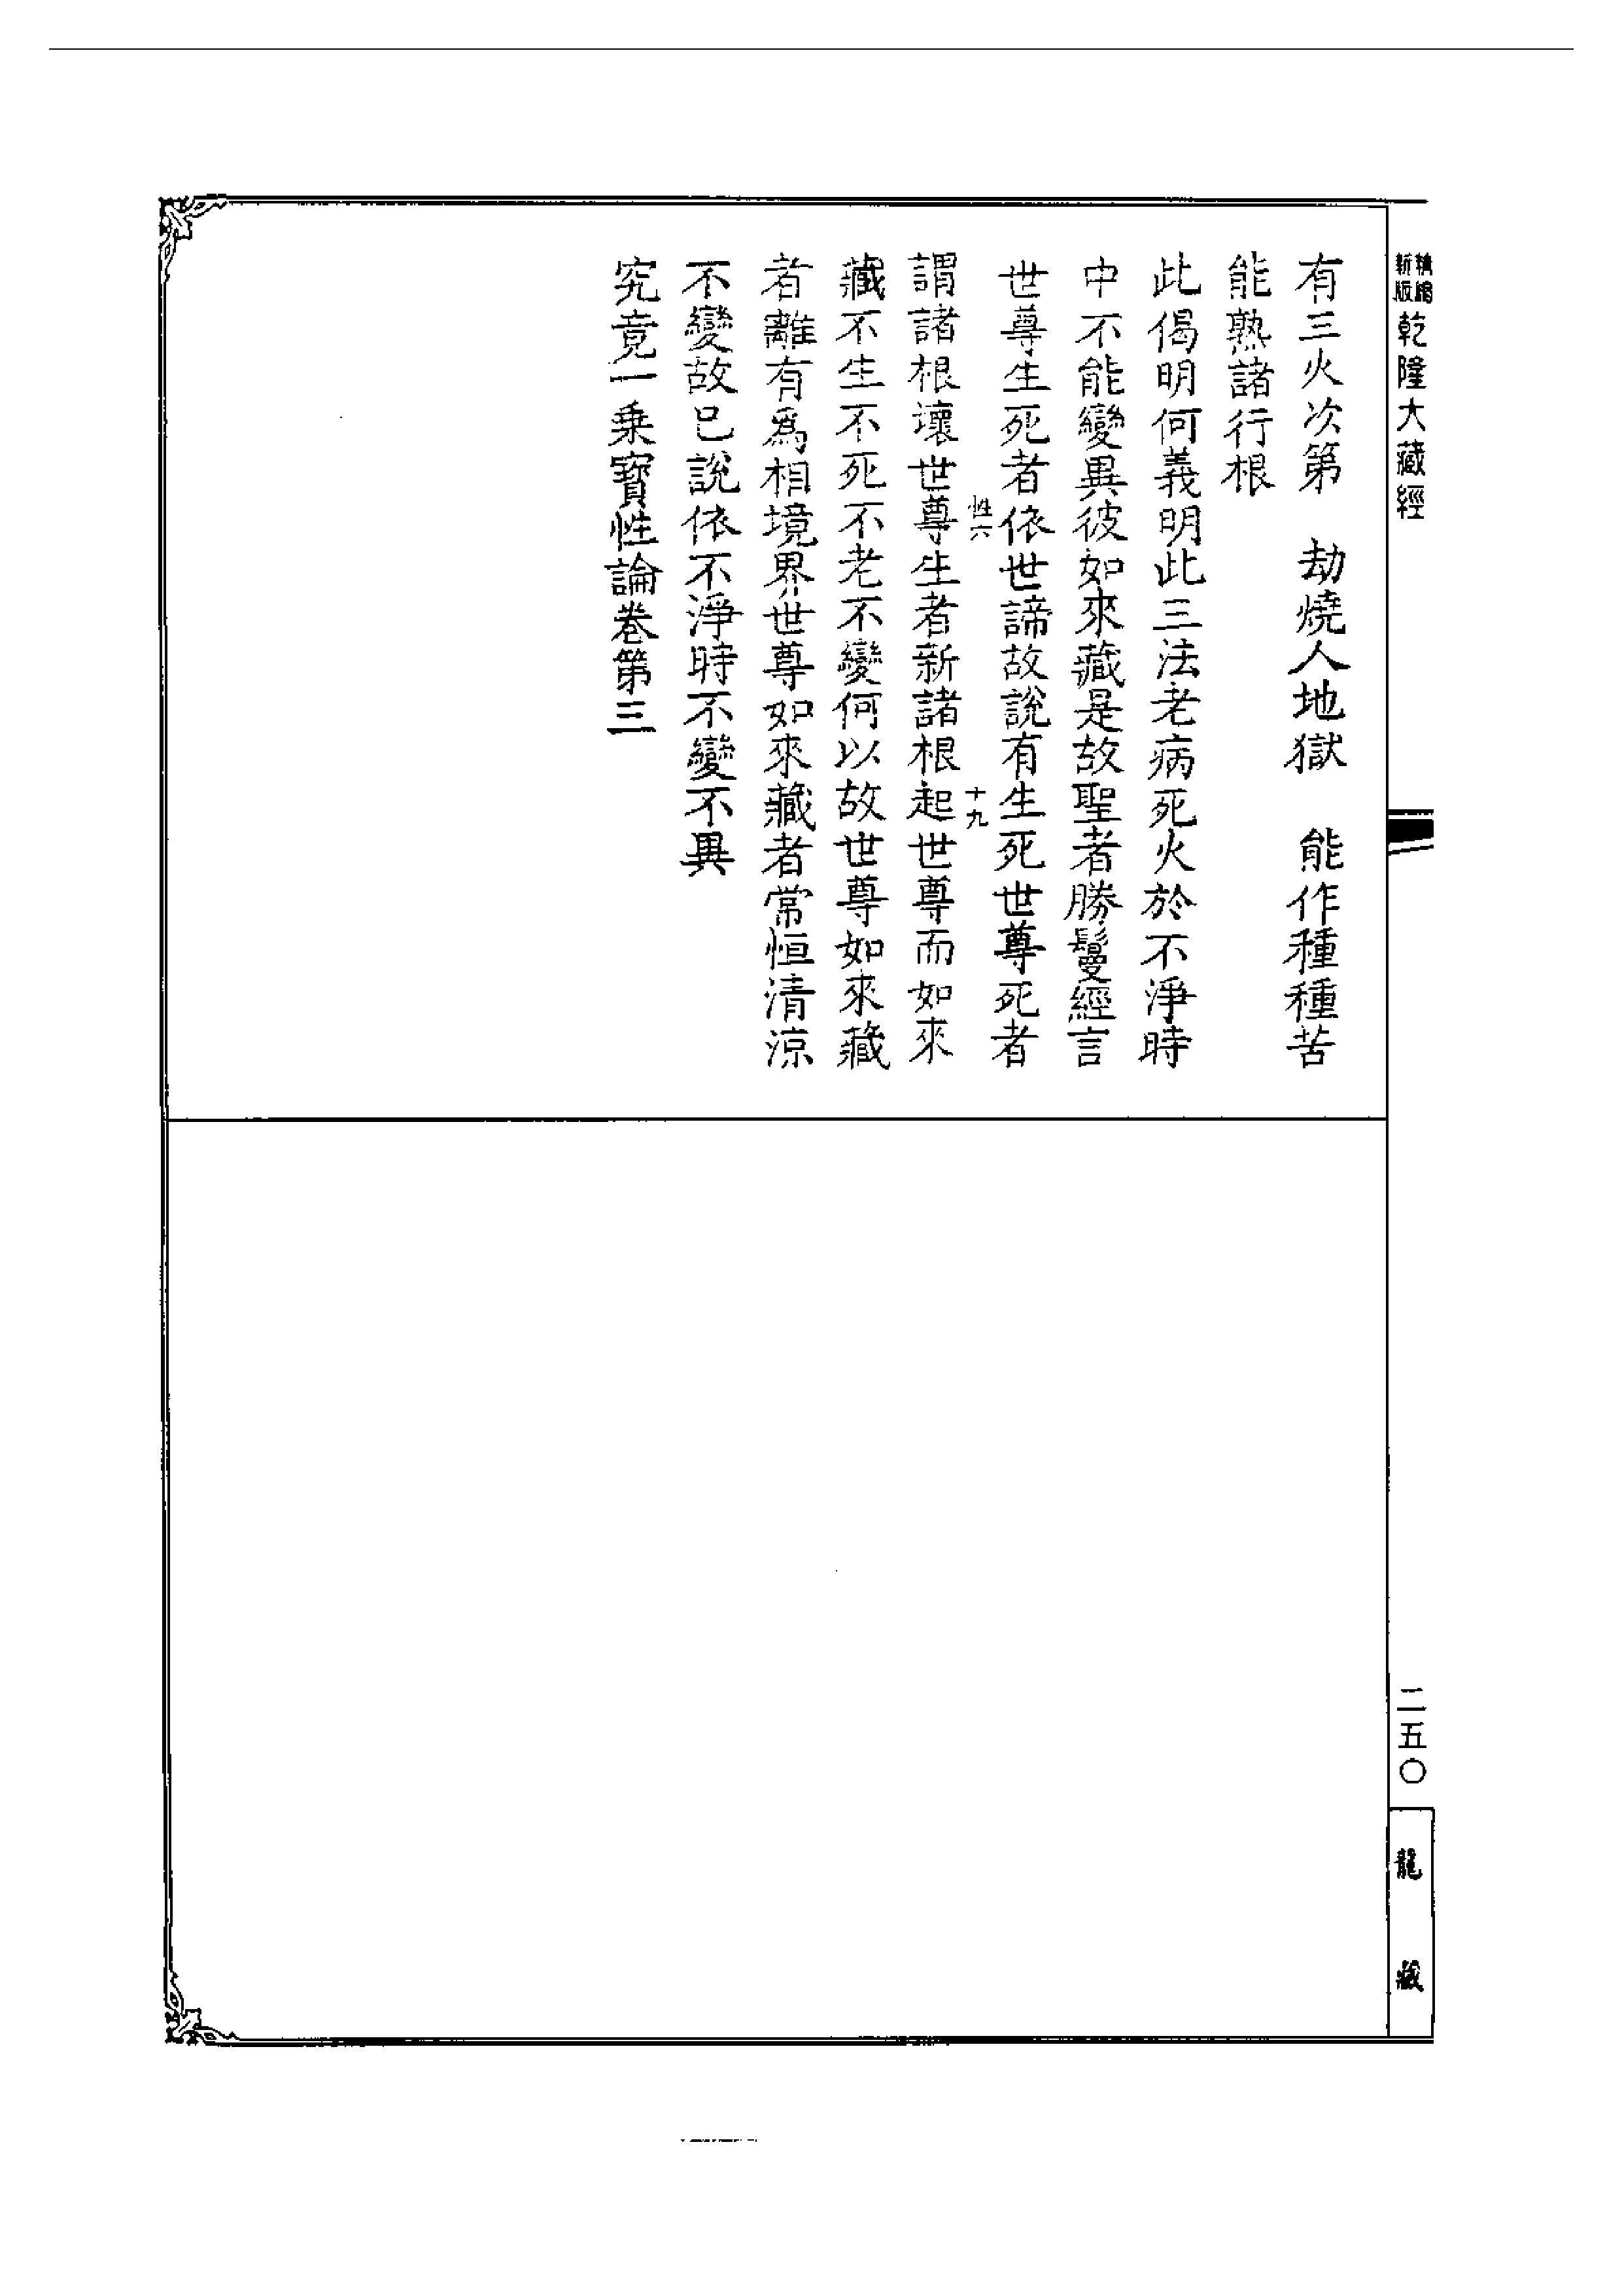 精編新版乾隆大藏經
有三火次第　劫燒人地獄　能作種種苦
能熟諸行根
此偈明何義明此三法老病死火於不淨時
中不能變異彼如來藏是故聖者勝鬘經言
世尊生死者依世諦故說有生死世尊死者
性六　十九
謂諸根壞世尊生者新諸根起世尊而如來
藏不生不死不老不變何以故世尊如來藏
者離有為相境界世尊如來藏者常恒清涼
不變故已說依不淨時不變不異
究竟一乘寶性論卷第三
二五〇
龍藏